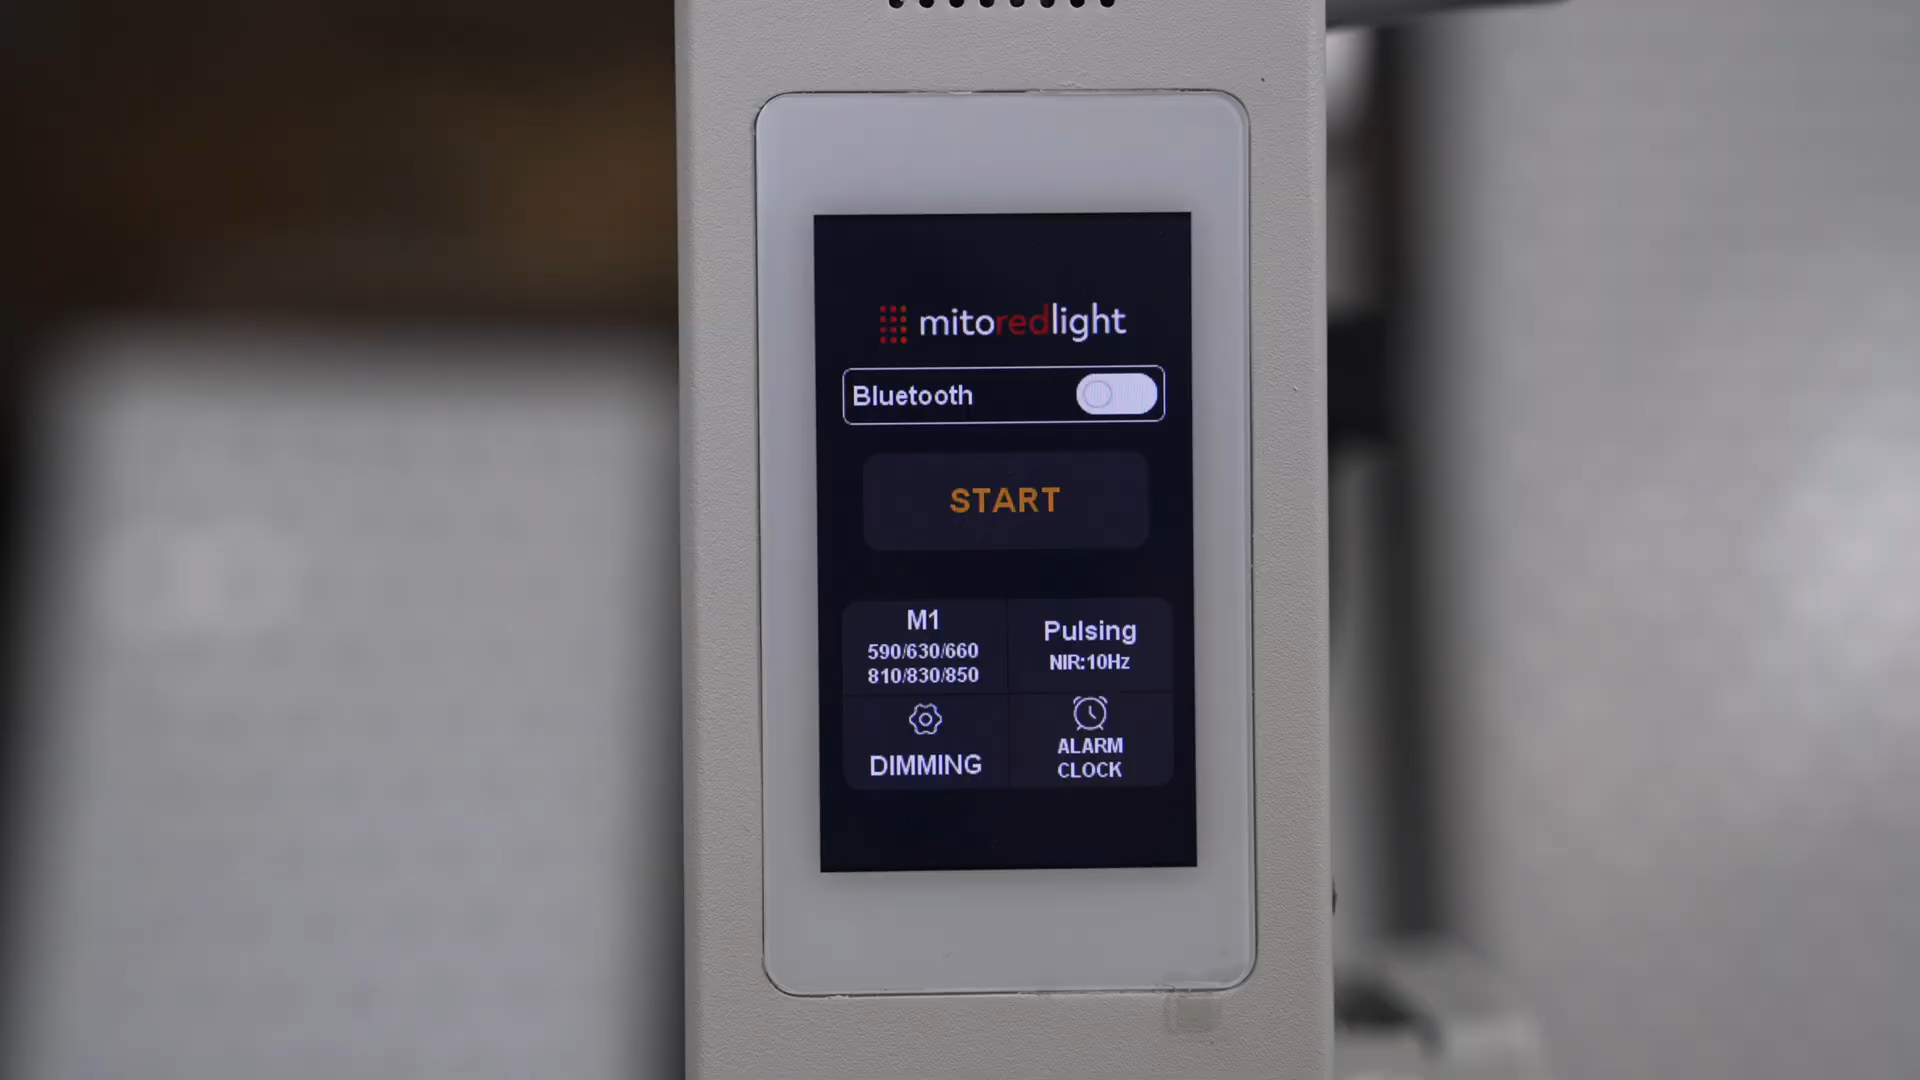 mitoredlight
Bluetooth
START
M1
590/630/660
810/830/850
Pulsing
NIR:10Hz
DIMMING
ALARM
CLOCK